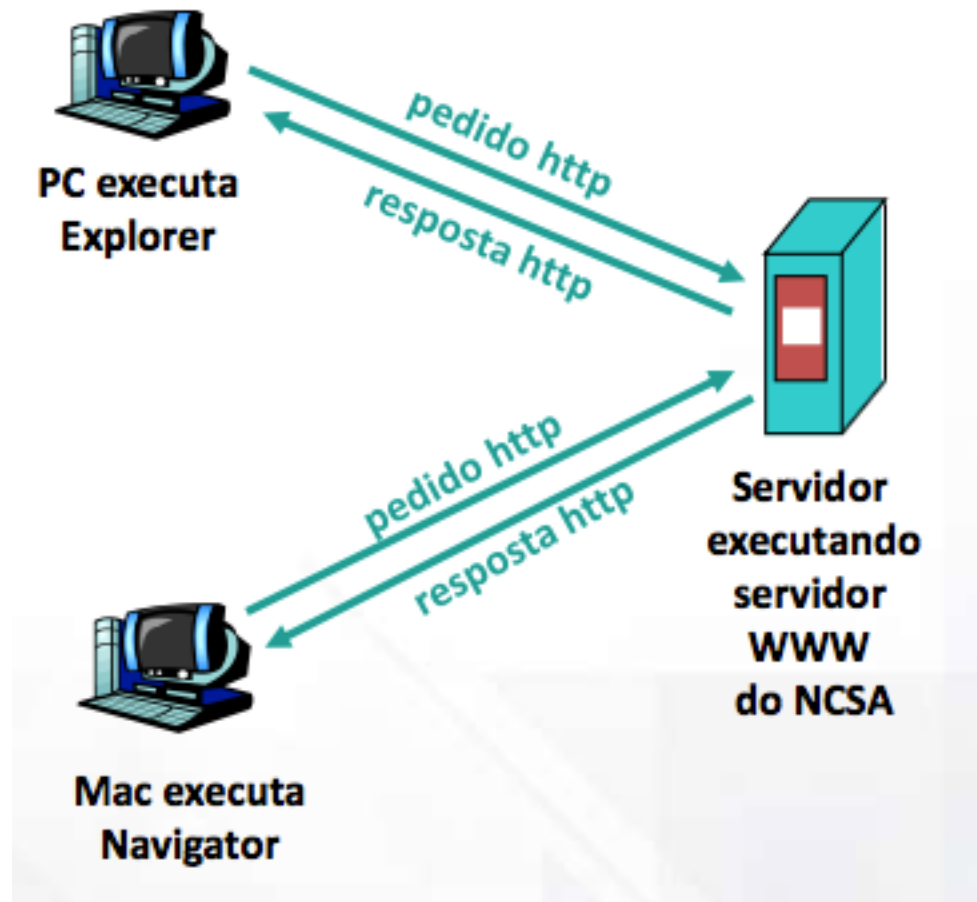 PC executa
Explorer
pedido http
resposta http
pedido http
resposta http
Servidor
executando
servidor
WWW
do NCSA
Mac executa
Navigator